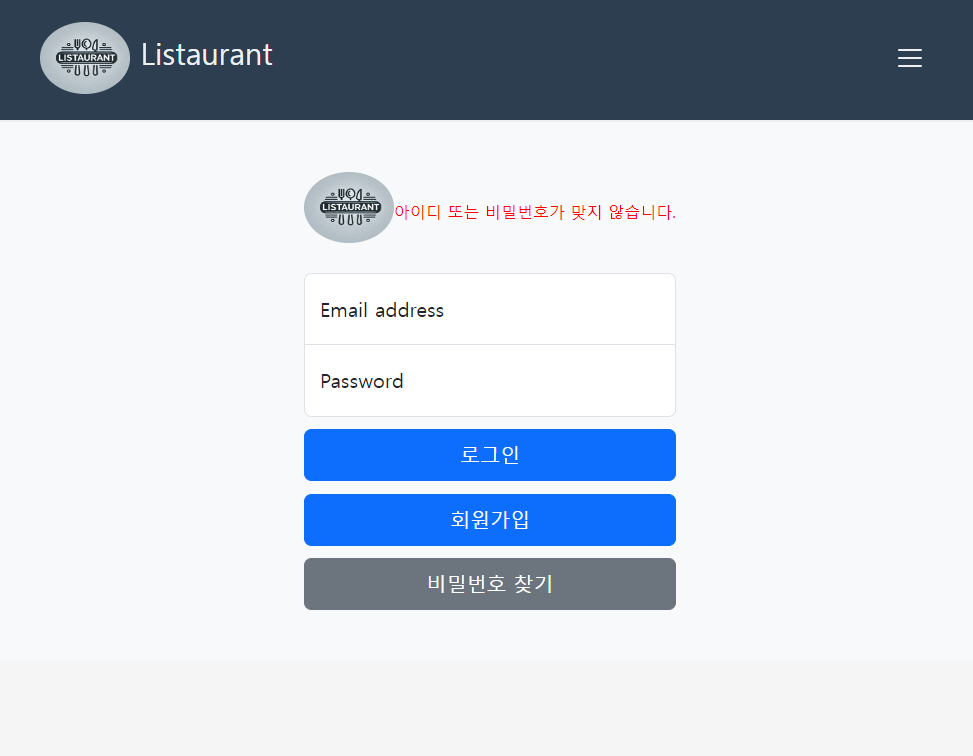 LISTAURANT Listaurant
LISTAURANT 아이디 또는 비밀번호가 맞지 않습니다.
Email address
Password
로그인
회원가입
비밀번호 찾기